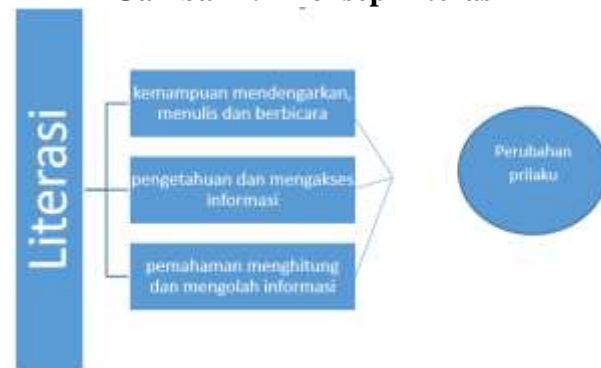 Literasi
kemampuan mendengarkan,
menulis dan berbicara
pengetahuan dan mengakses
informasi
pemahaman menghitung
dan mengolah informasi
Perubahan
prilaku